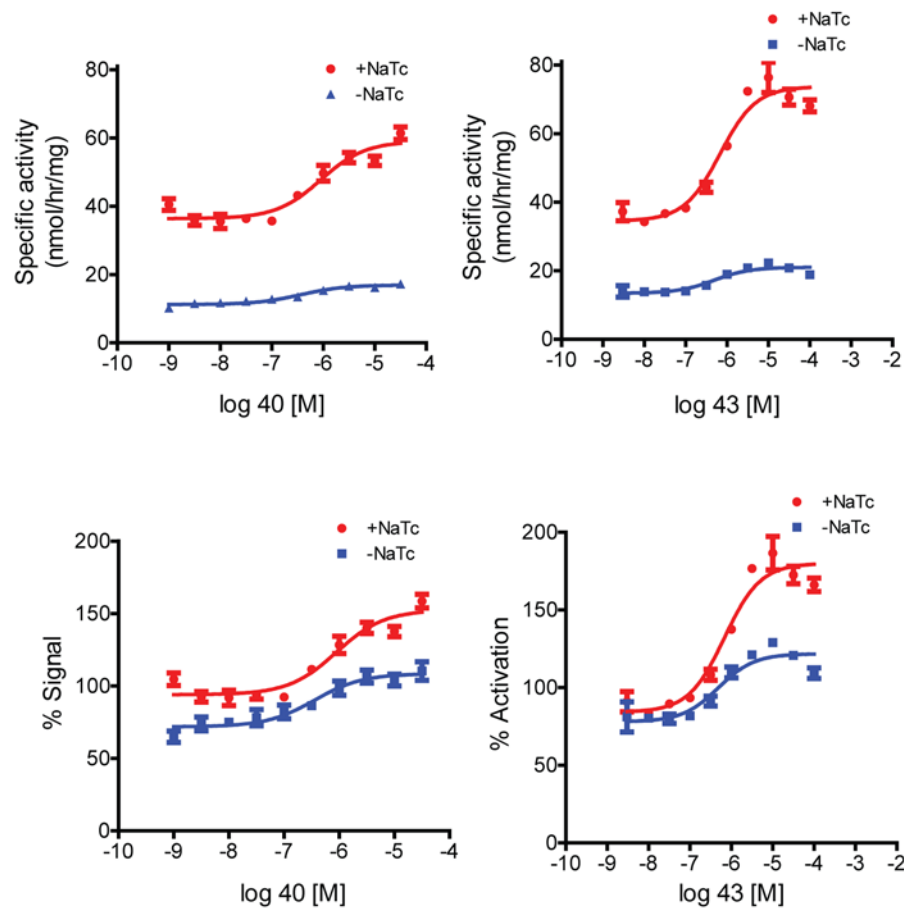 +NaTc
-NaTc
Specific activity
(nmol/hr/mg)
80
60
40
20
0
-10 -9 -8 -7 -6 -5 -4
log 40 [M]
+NaTc
-NaTc
Specific activity
(nmol/hr/mg)
80
60
40
20
0
-10 -9 -8 -7 -6 -5 -4 -3 -2
log 43 [M]
+NaTc
-NaTc
% Signal
200
150
100
50
0
-10 -9 -8 -7 -6 -5 -4
log 40 [M]
+NaTc
-NaTc
% Activation
200
150
100
50
0
-10 -9 -8 -7 -6 -5 -4 -3 -2
log 43 [M]